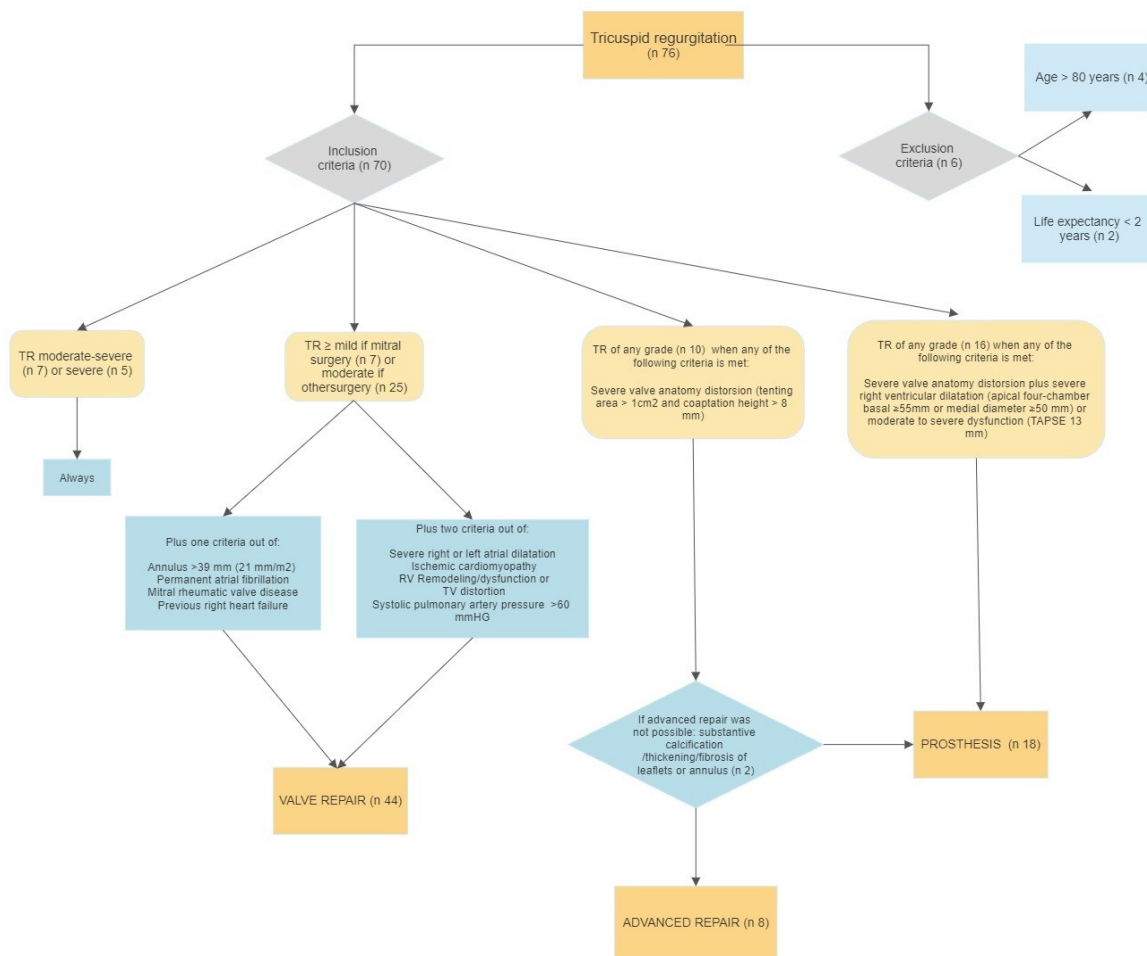 Tricuspid regurgitation
(n 76)
Age > 80 years (n 4)
Inclusion
criteria (n 70)
Exclusion
criteria (n 6)
Life expectancy < 2
years (n 2)
TR moderate-severe
(n 7) or severe (n 5)
TR ≥ mild if mitral
surgery (n 7) or
moderate if
othersurgery (n 25)
TR of any grade (n 10) when any of the
following criteria is met:
Severe valve anatomy distorsion (tenting
area > 1cm2 and coaptation height > 8
mm)
TR of any grade (n 16) when any of the
following criteria is met:
Severe valve anatomy distorsion plus severe
right ventricular dilatation (apical four-chamber
basal ≥55mm or medial diameter ≥50 mm) or
moderate to severe dysfunction (TAPSE 13
mm)
Always
Plus one criteria out of:
Annulus >39 mm (21 mm/m2)
Permanent atrial fibrillation
Mitral rheumatic valve disease
Previous right heart failure
Plus two criteria out of:
Severe right or left atrial dilatation
Ischemic cardiomyopathy
RV Remodeling/dysfunction or
TV distortion
Systolic pulmonary artery pressure >60
mmHG
If advanced repair was
not possible: substantive
calcification
/thickening/fibrosis of
leaflets or annulus (n 2)
PROSTHESIS (n 18)
VALVE REPAIR (n 44)
ADVANCED REPAIR (n 8)